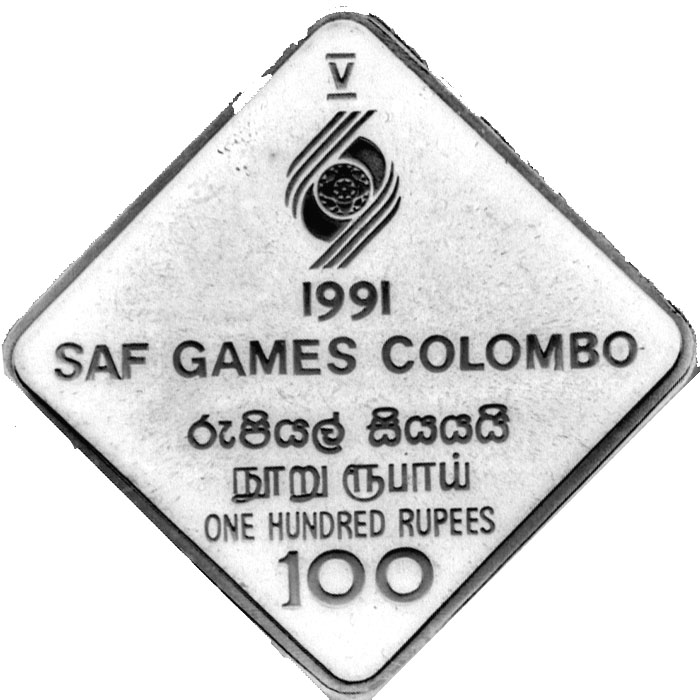 V
1991
SAF GAMES COLOMBO
රුපියල් සියයයි
நூறு ரூபாய்
ONE HUNDRED RUPEES
100